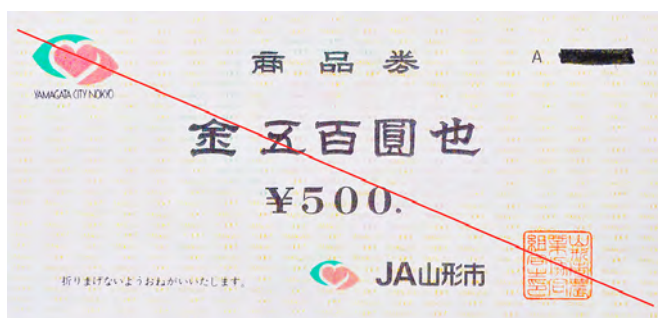 商品券
A
YAMAGATA CITY NOKYO
金五百圓也
¥500.
折りまげないようおねがいいたします。
JA山形市